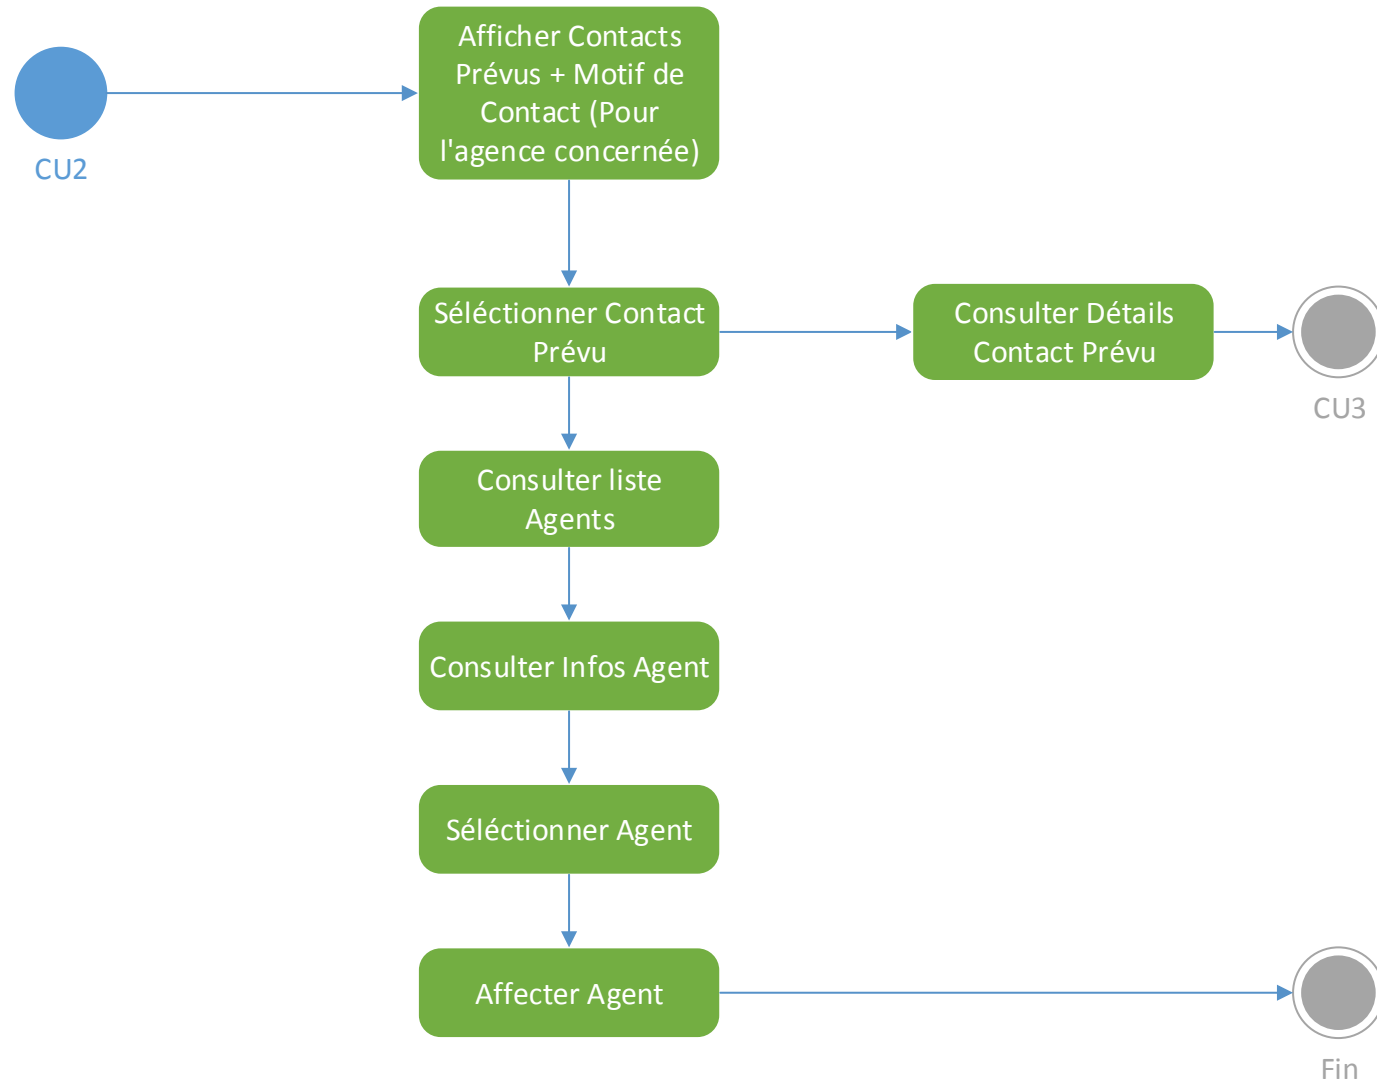 Afficher Contacts
Prévus + Motif de
Contact (Pour
l'agence concernée)
CU2
Séléctionner Contact
Prévu
Consulter Détails
Contact Prévu
CU3
Consulter liste
Agents
Consulter Infos Agent
Séléctionner Agent
Affecter Agent
Fin